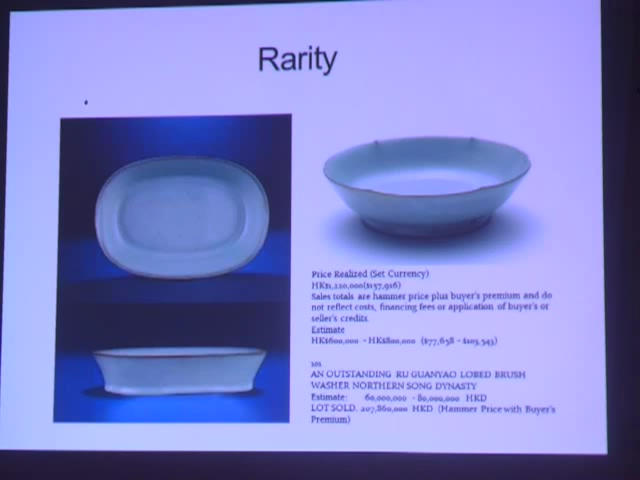 Rarity
Price Realized (Set Currency)
HK$1,220,000($157,916)
Sales totals are hammer price plus buyer's premium and do
not reflect costs, financing fees or application of buyer's or
seller's credits.
Estimate
HK$600,000 - HK$800,000 ($77,658 - $103,543)
AN OUTSTANDING RU GUANYAO LOBED BRUSH
WASHER NORTHERN SONG DYNASTY
Estimate: 60,000,000 - 80,000,000 HKD
LOT SOLD. 207,860,000 HKD (Hammer Price with Buyer's
Premium)